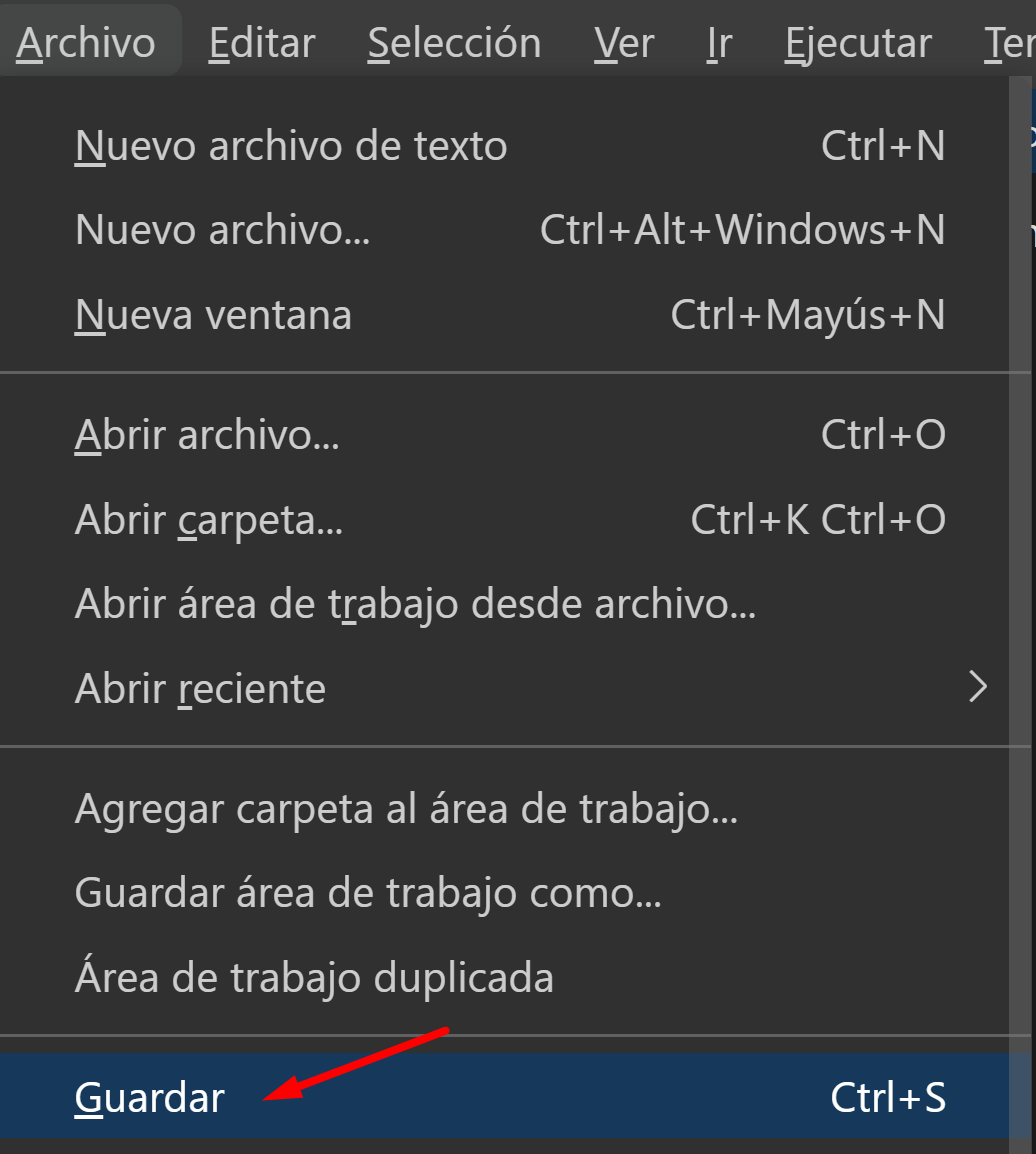 Archivo Editar Selección Ver Ir Ejecutar
Nuevo archivo de texto Ctrl+N
Nuevo archivo... Ctrl+Alt+Windows+N
Nueva ventana Ctrl+Mayús+N
Abrir archivo... Ctrl+O
Abrir carpeta... Ctrl+K Ctrl+O
Abrir área de trabajo desde archivo...
Abrir reciente
Agregar carpeta al área de trabajo...
Guardar área de trabajo como...
Área de trabajo duplicada
Guardar Ctrl+S